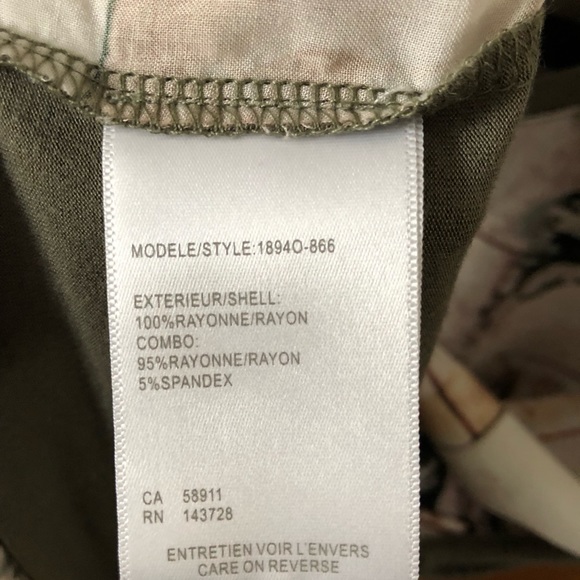 MODELE/STYLE:1894O-866
EXTERIEUR/SHELL:
100%RAYONNE/RAYON
COMBO:
95%RAYONNE/RAYON
5%SPANDEX
CA 58911
RN 143728
ENTRETIEN VOIR L'ENVERS
CARE ON REVERSE